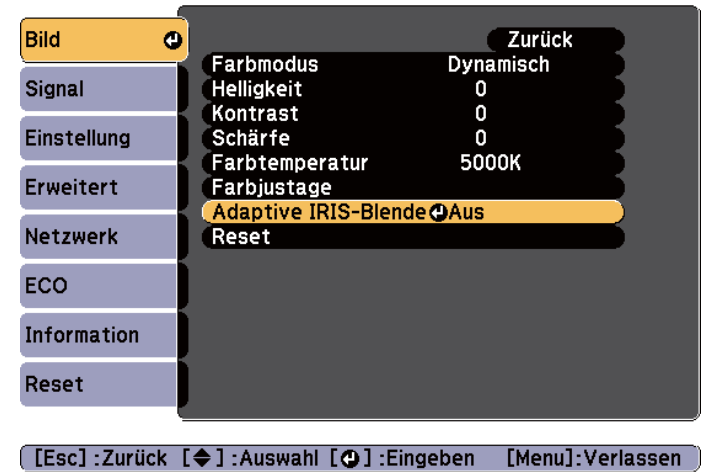 Bild
Signal
Einstellung
Erweitert
Netzwerk
ECO
Information
Reset
Zurück
Farbmodus Dynamisch
Helligkeit 0
Kontrast 0
Schärfe 0
Farbtemperatur 5000K
Farbjustage
Adaptive IRIS-Blende Aus
Reset
[Esc] :Zurück [ ] :Auswahl [ ] :Eingeben [Menu]:Verlassen